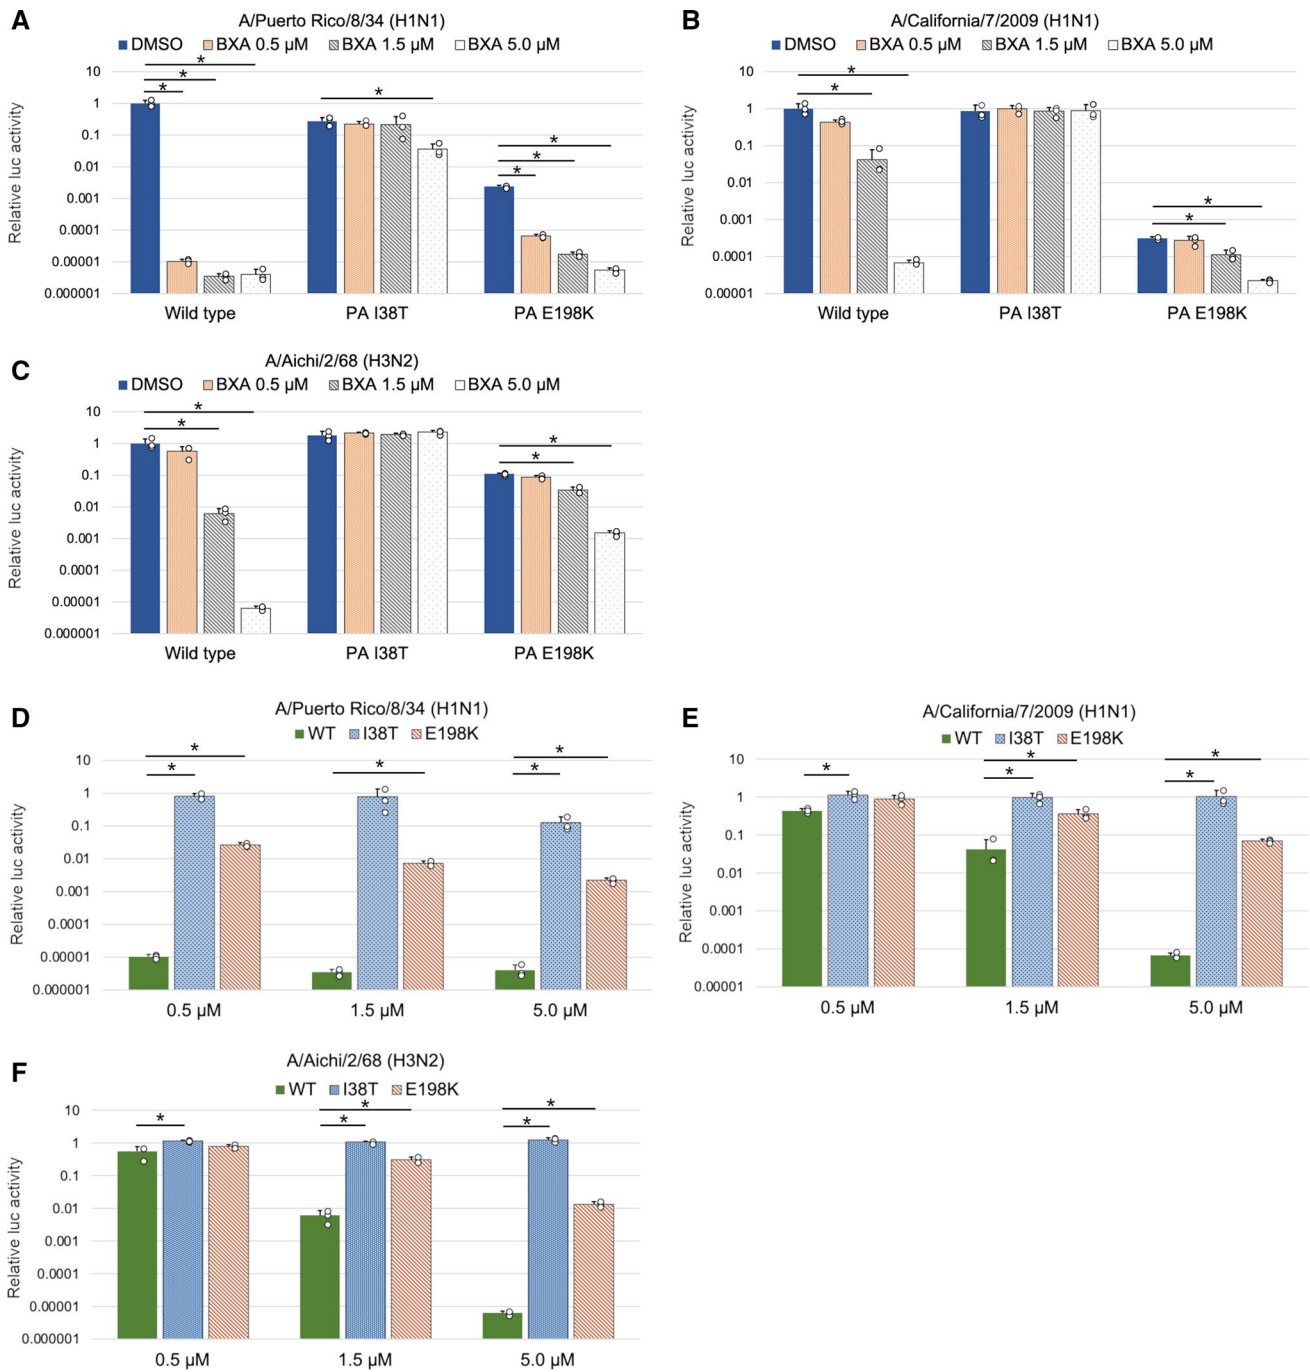 A
A/Puerto Rico/8/34 (H1N1)
DMSO BXA 0.5 µM BXA 1.5 µM BXA 5.0 µM
Relative luc activity
10
1
0.1
0.01
0.001
0.0001
0.00001
0.000001
* * *
*
* * *
Wild type PA I38T PA E198K
B
A/California/7/2009 (H1N1)
DMSO BXA 0.5 µM BXA 1.5 µM BXA 5.0 µM
Relative luc activity
10
1
0.1
0.01
0.001
0.0001
0.00001
* *
* *
Wild type PA I38T PA E198K
C
A/Aichi/2/68 (H3N2)
DMSO BXA 0.5 µM BXA 1.5 µM BXA 5.0 µM
Relative luc activity
10
1
0.1
0.01
0.001
0.0001
0.00001
0.000001
* *
* *
Wild type PA I38T PA E198K
D
A/Puerto Rico/8/34 (H1N1)
WT I38T E198K
Relative luc activity
10
1
0.1
0.01
0.001
0.0001
0.00001
0.000001
* *
*
* *
0.5 µM 1.5 µM 5.0 µM
E
A/California/7/2009 (H1N1)
WT I38T E198K
Relative luc activity
10
1
0.1
0.01
0.001
0.0001
0.00001
*
* *
* *
0.5 µM 1.5 µM 5.0 µM
F
A/Aichi/2/68 (H3N2)
WT I38T E198K
Relative luc activity
10
1
0.1
0.01
0.001
0.0001
0.00001
0.000001
*
* *
* *
0.5 µM 1.5 µM 5.0 µM